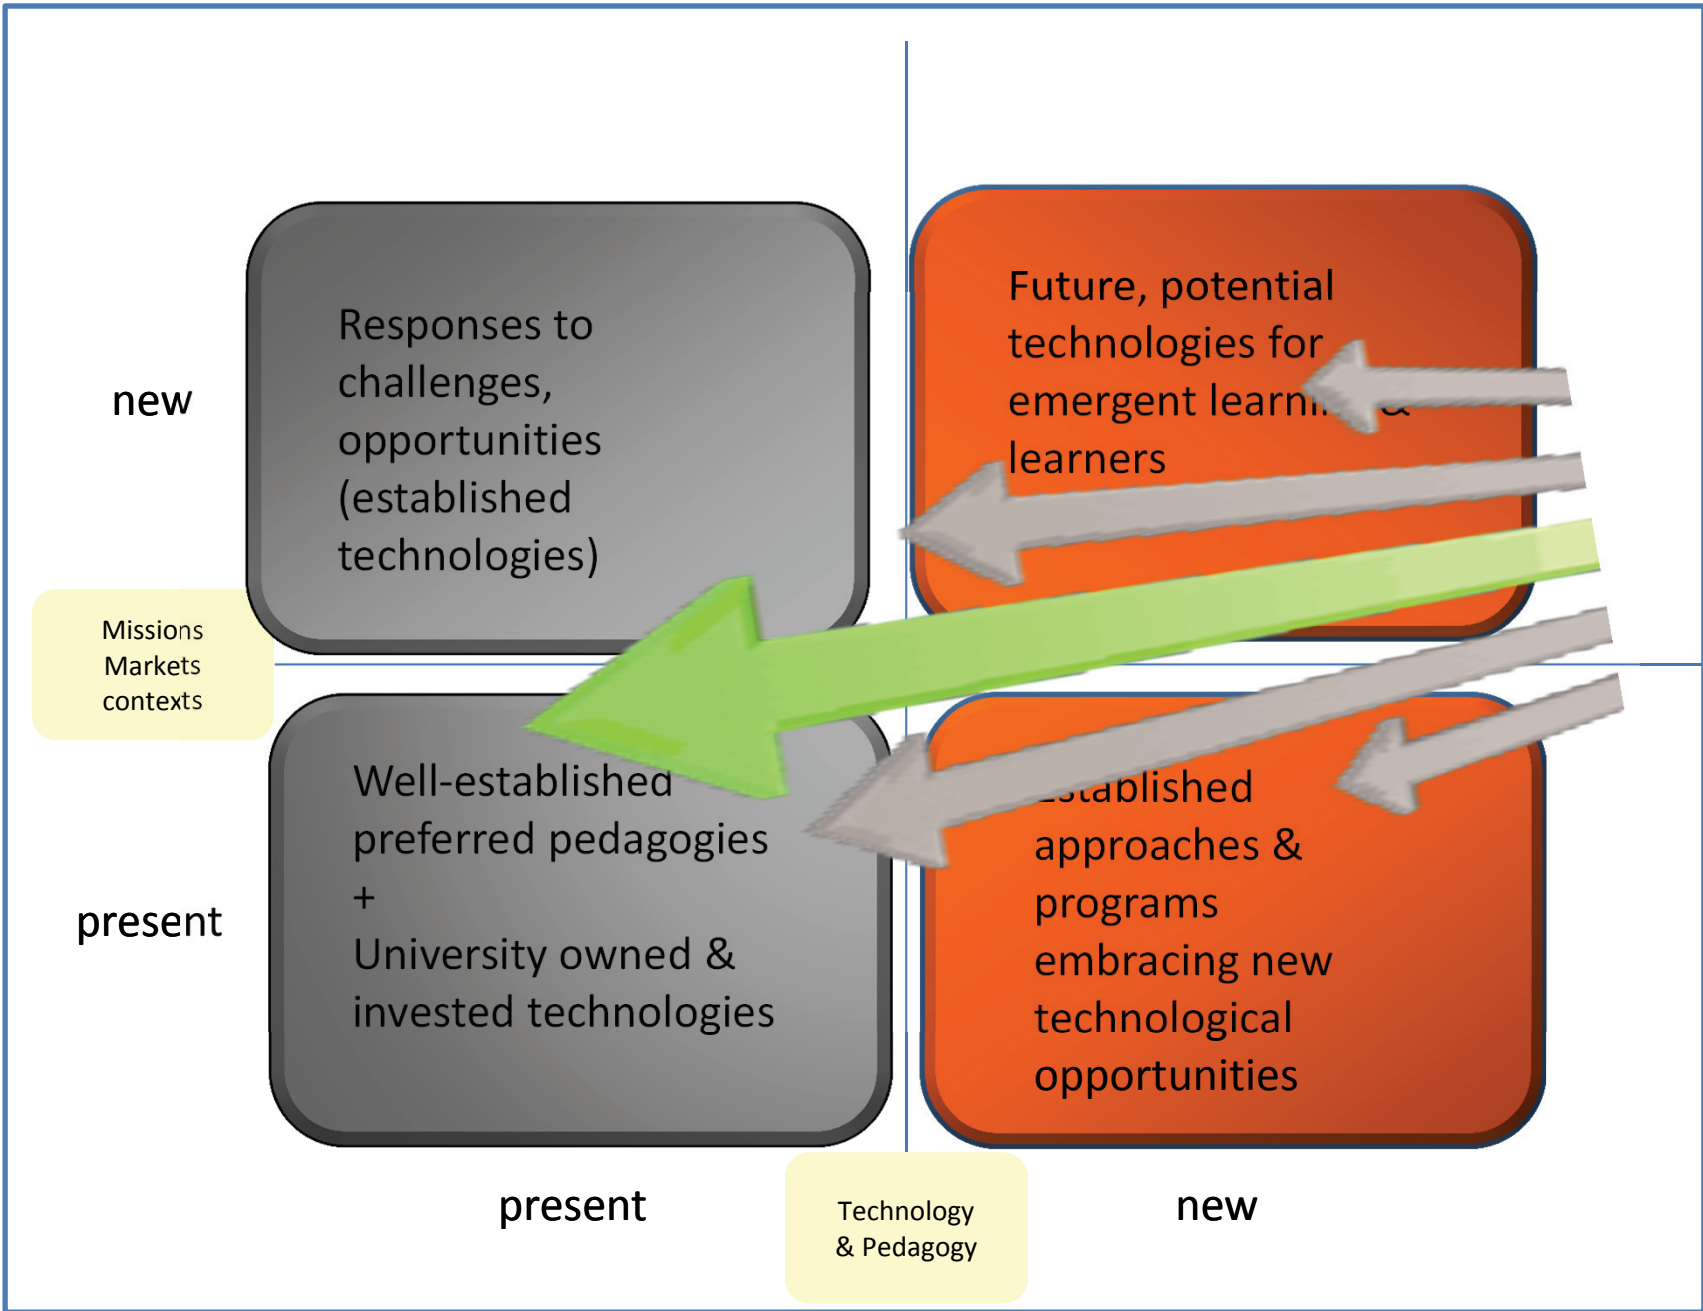 new
Responses to
challenges,
opportunities
(established
technologies)
Future, potential
technologies for
emergent &
learners
Missions
Markets
contexts
present
Well-established
preferred pedagogies
+
University owned &
invested technologies
Established
approaches &
programs
embracing new
technological
opportunities
present
Technology
& Pedagogy
new